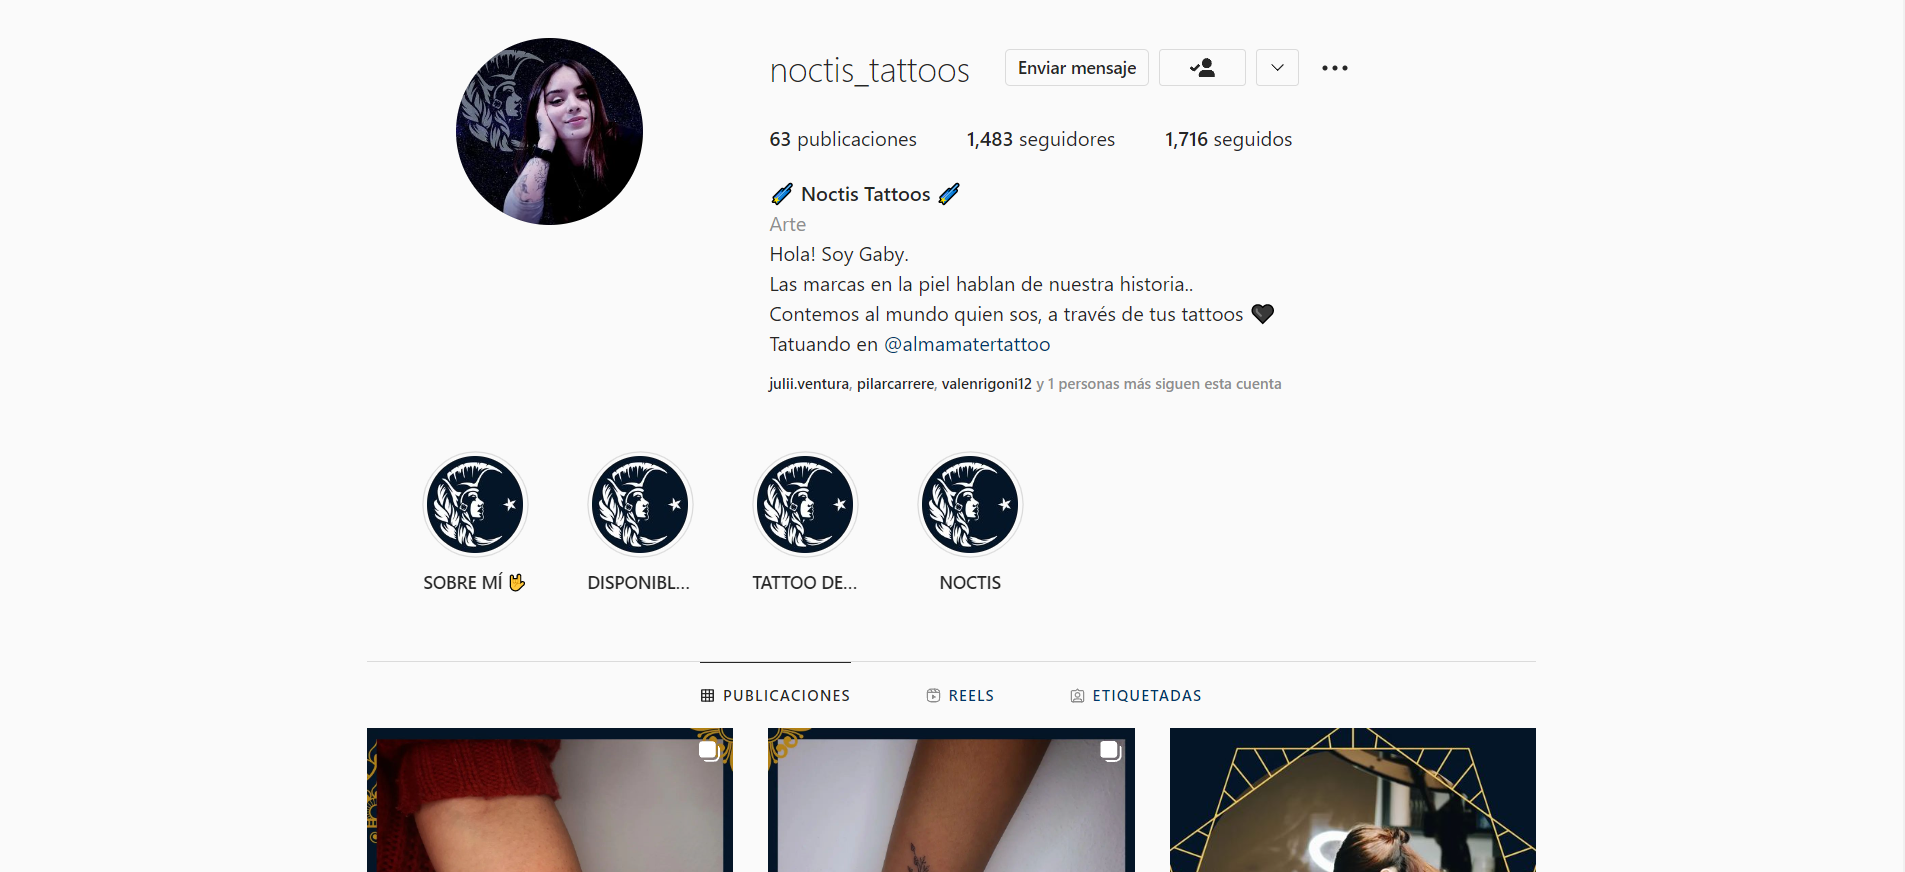 noctis_tattoos
Enviar mensaje
63 publicaciones
1,483 seguidores
1,716 seguidos
Noctis Tattoos
Arte
Hola! Soy Gaby.
Las marcas en la piel hablan de nuestra historia..
Contemos al mundo quien sos, a través de tus tattoos 🖤
Tatuando en @almamatertattoo
julii.ventura, pilarcarrere, valenrigoni12 y 1 personas más siguen esta cuenta
SOBRE MÍ 🤟
DISPONIBL...
TATTOO DE...
NOCTIS
PUBLICACIONES
REELS
ETIQUETADAS